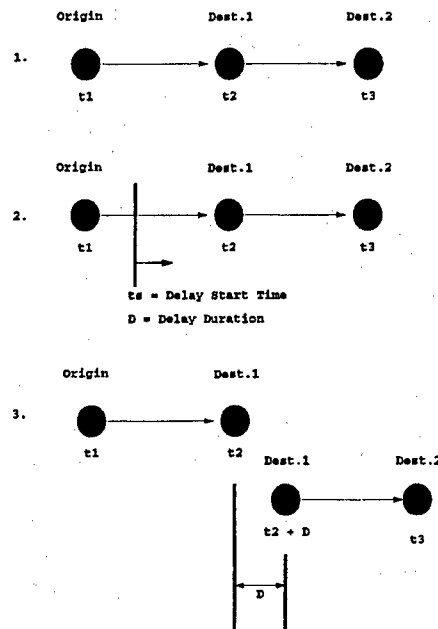 Origin Dest.1 Dest.2
1.
t1 t2 t3
Origin Dest.1 Dest.2
2.
t1 t2 t3
ts = Delay Start Time
D = Delay Duration
Origin Dest.1
3.
t1 t2
Dest.1 Dest.2
t2 + D t3
D